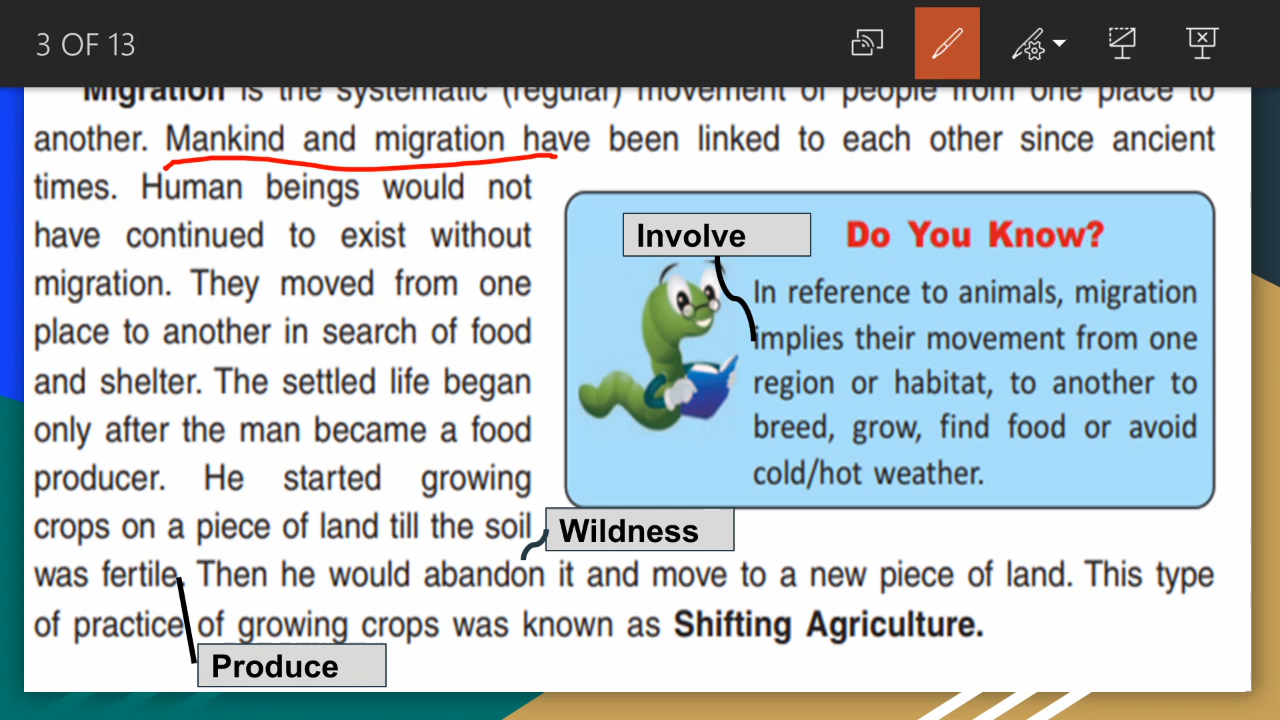 3 OF 13
Migration is the systematic (regular) movement of people from one place to
another. Mankind and migration have been linked to each other since ancient
times. Human beings would not
have continued to exist without
migration. They moved from one
place to another in search of food
and shelter. The settled life began
only after the man became a food
producer. He started growing
crops on a piece of land till the soil
was fertile. Then he would abandon it and move to a new piece of land. This type
of practice of growing crops was known as Shifting Agriculture.
Involve
Do You Know?
In reference to animals, migration
implies their movement from one
region or habitat, to another to
breed, grow, find food or avoid
cold/hot weather.
Wildness
Produce